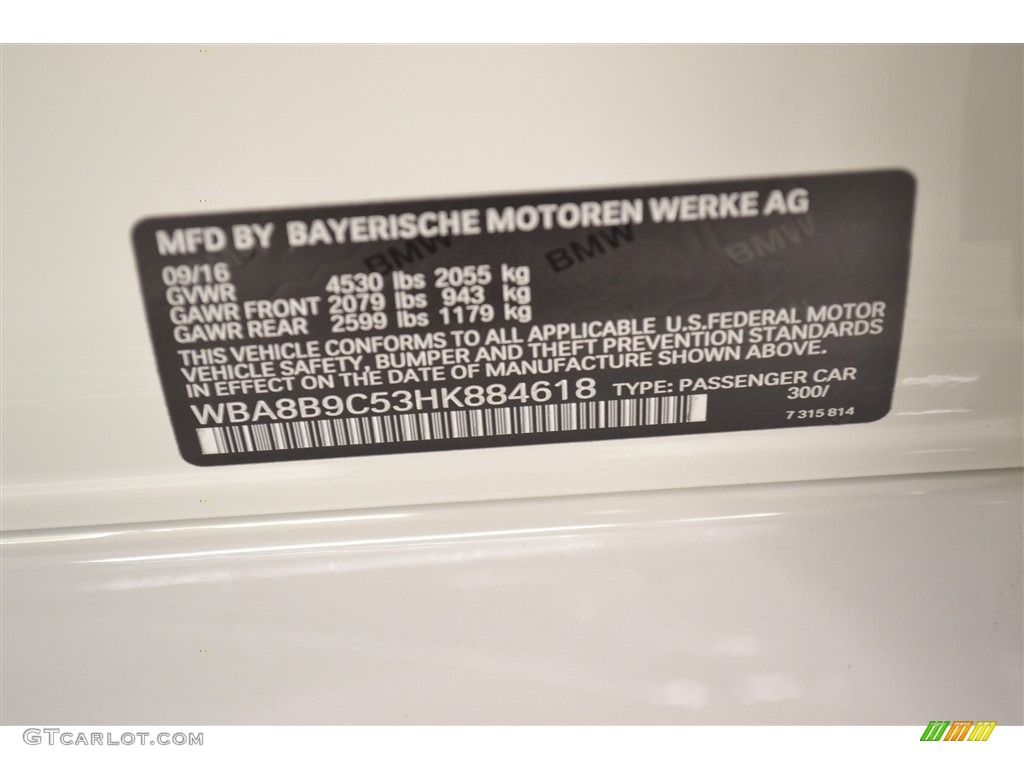 MFD BY BAYERISCHE MOTOREN WERKE AG
BMW BMW BMW
09/16
GVWR 4530 lbs 2055 kg
GAWR FRONT 2079 lbs 943 kg
GAWR REAR 2599 lbs 1179 kg
THIS VEHICLE CONFORMS TO ALL APPLICABLE U.S.FEDERAL MOTOR
VEHICLE SAFETY, BUMPER AND THEFT PREVENTION STANDARDS
IN EFFECT ON THE DATE OF MANUFACTURE SHOWN ABOVE.
WBA8B9C53HK884618 TYPE: PASSENGER CAR
300/
7 315 814
GTCARLOT.COM